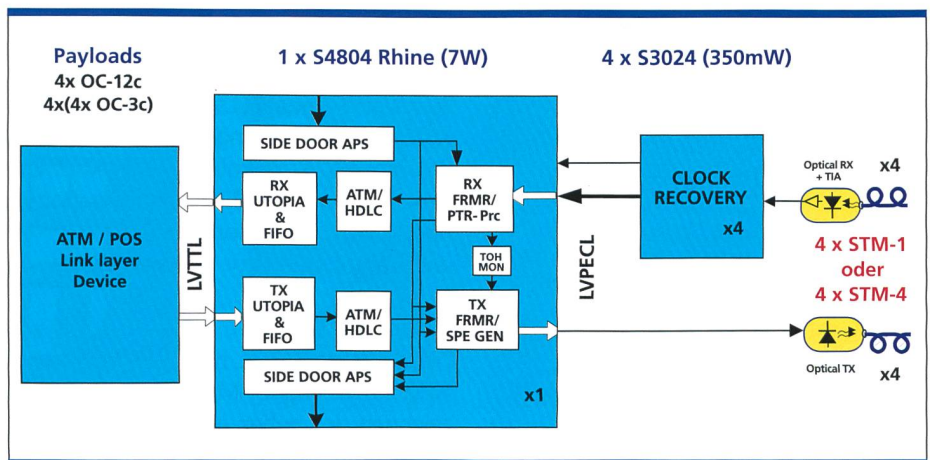 Payloads
4x OC-12c
4x(4x OC-3c)
1 x S4804 Rhine (7W)
4 x S3024 (350mW)
ATM / POS
Link layer
Device
LVTTL
SIDE DOOR APS
RX
UTOPIA
&
FIFO
ATM/
HDLC
RX
FRMR/
PTR-Prc
TOH
MON
TX
UTOPIA
&
FIFO
ATM/
HDLC
TX
FRMR/
SPE GEN
SIDE DOOR APS
x1
LVPECL
CLOCK
RECOVERY
x4
Optical RX
+ TIA
x4
4 x STM-1
oder
4 x STM-4
Optical TX
x4